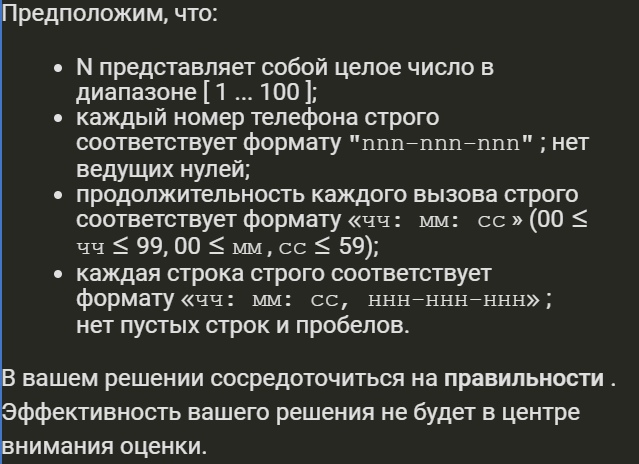 Предположим, что:
• N представляет собой целое число в
диапазоне [ 1 ... 100 ];
• каждый номер телефона строго
соответствует формату "nnn-nnn-nnn" ; нет
ведущих нулей;
• продолжительность каждого вызова строго
соответствует формату «чч: мм: сс » (00 ≤
чч ≤ 99, 00 ≤ мм , сс ≤ 59);
• каждая строка строго соответствует
формату «чч: мм: сс, ннн-ннн-ннн» ;
нет пустых строк и пробелов.
В вашем решении сосредоточиться на правильности .
Эффективность вашего решения не будет в центре
внимания оценки.